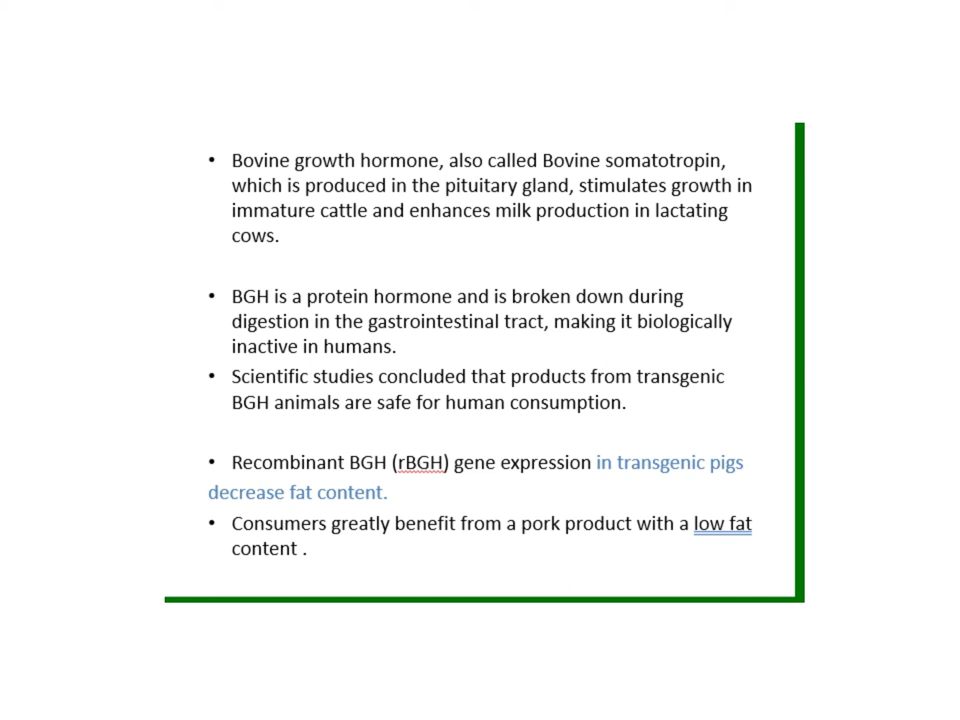 • Bovine growth hormone, also called Bovine somatotropin,
which is produced in the pituitary gland, stimulates growth in
immature cattle and enhances milk production in lactating
cows.
• BGH is a protein hormone and is broken down during
digestion in the gastrointestinal tract, making it biologically
inactive in humans.
• Scientific studies concluded that products from transgenic
BGH animals are safe for human consumption.
• Recombinant BGH (rBGH) gene expression in transgenic pigs
decrease fat content.
• Consumers greatly benefit from a pork product with a low fat
content .